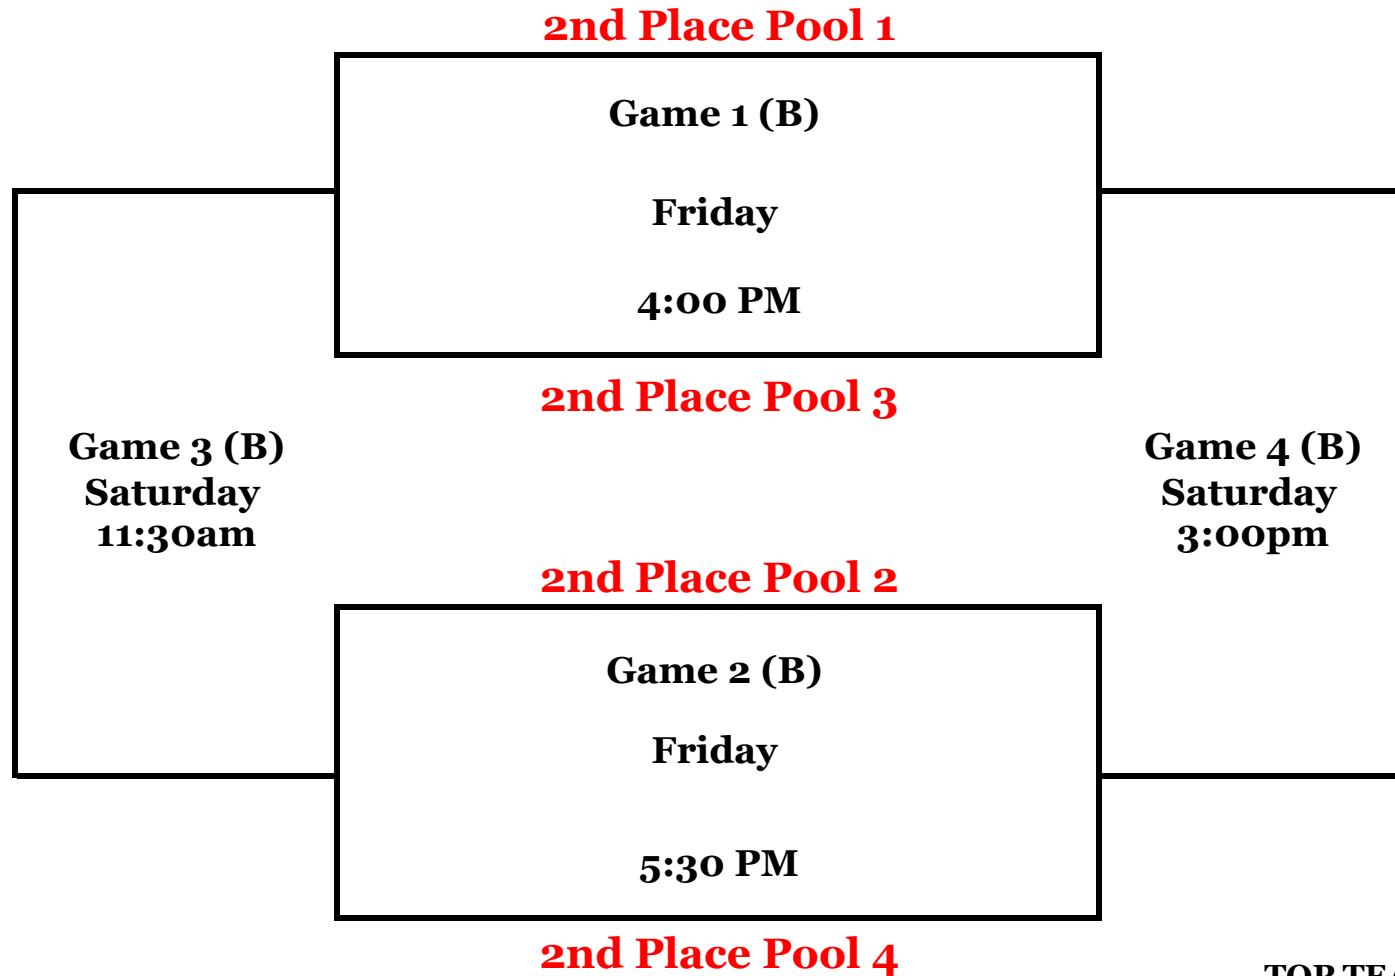 2nd Place Pool 1
Game 1 (B)
Friday
4:00 PM
2nd Place Pool 3
Game 3 (B)
Saturday
11:30am
Game 4 (B)
Saturday
3:00pm
2nd Place Pool 2
Game 2 (B)
Friday
5:30 PM
2nd Place Pool 4
TOP